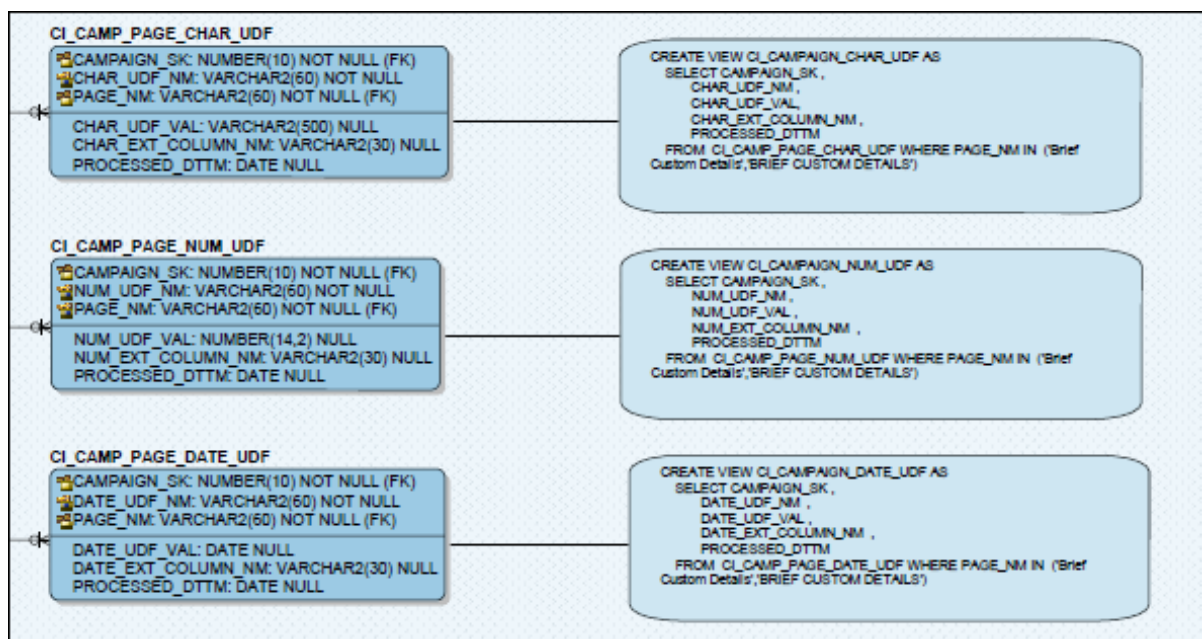 CI_CAMP_PAGE_CHAR_UDF
CAMPAIGN_SK: NUMBER(10) NOT NULL (FK)
CHAR_UDF_NM: VARCHAR2(60) NOT NULL
PAGE_NM: VARCHAR2(60) NOT NULL (FK)
CHAR_UDF_VAL: VARCHAR2(500) NULL
CHAR_EXT_COLUMN_NM: VARCHAR2(30) NULL
PROCESSED_DTTM: DATE NULL
CREATE VIEW CI_CAMPAIGN_CHAR_UDF AS
SELECT CAMPAIGN_SK ,
CHAR_UDF_NM ,
CHAR_UDF_VAL,
CHAR_EXT_COLUMN_NM ,
PROCESSED_DTTM
FROM CI_CAMP_PAGE_CHAR_UDF WHERE PAGE_NM IN ('Brief
Custom Details','BRIEF CUSTOM DETAILS')
CI_CAMP_PAGE_NUM_UDF
CAMPAIGN_SK: NUMBER(10) NOT NULL (FK)
NUM_UDF_NM: VARCHAR2(60) NOT NULL
PAGE_NM: VARCHAR2(60) NOT NULL (FK)
NUM_UDF_VAL: NUMBER(14,2) NULL
NUM_EXT_COLUMN_NM: VARCHAR2(30) NULL
PROCESSED_DTTM: DATE NULL
CREATE VIEW CI_CAMPAIGN_NUM_UDF AS
SELECT CAMPAIGN_SK ,
NUM_UDF_NM ,
NUM_UDF_VAL ,
NUM_EXT_COLUMN_NM ,
PROCESSED_DTTM
FROM CI_CAMP_PAGE_NUM_UDF WHERE PAGE_NM IN ('Brief
Custom Details','BRIEF CUSTOM DETAILS')
CI_CAMP_PAGE_DATE_UDF
CAMPAIGN_SK: NUMBER(10) NOT NULL (FK)
DATE_UDF_NM: VARCHAR2(60) NOT NULL
PAGE_NM: VARCHAR2(60) NOT NULL (FK)
DATE_UDF_VAL: DATE NULL
DATE_EXT_COLUMN_NM: VARCHAR2(30) NULL
PROCESSED_DTTM: DATE NULL
CREATE VIEW CI_CAMPAIGN_DATE_UDF AS
SELECT CAMPAIGN_SK ,
DATE_UDF_NM ,
DATE_UDF_VAL ,
DATE_EXT_COLUMN_NM ,
PROCESSED_DTTM
FROM CI_CAMP_PAGE_DATE_UDF WHERE PAGE_NM IN ('Brief
Custom Details','BRIEF CUSTOM DETAILS')